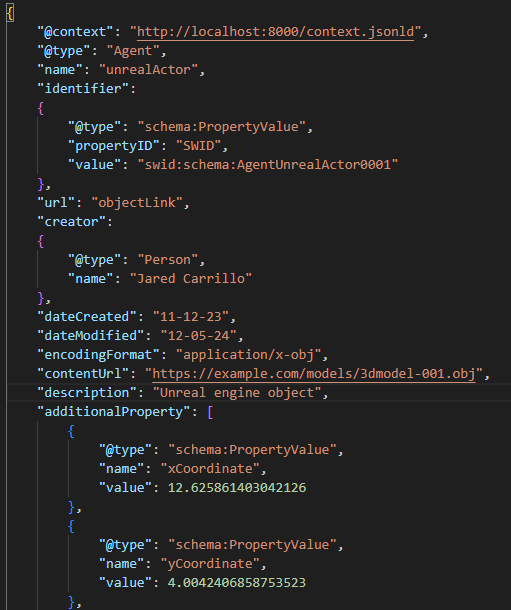 {
"@context": "http://localhost:8000/context.jsonld",
"@type": "Agent",
"name": "unrealActor",
"identifier":
{
"@type": "schema:PropertyValue",
"propertyID": "SWID",
"value": "swid:schema:AgentUnrealActor0001"
},
"url": "objectLink",
"creator":
{
"@type": "Person",
"name": "Jared Carrillo"
},
"dateCreated": "11-12-23",
"dateModified": "12-05-24",
"encodingFormat": "application/x-obj",
"contentUrl": "https://example.com/models/3dmodel-001.obj",
"description": "Unreal engine object",
"additionalProperty": [
{
"@type": "schema:PropertyValue",
"name": "xCoordinate",
"value": 12.625861403042126
},
{
"@type": "schema:PropertyValue",
"name": "yCoordinate",
"value": 4.0042406858753523
},